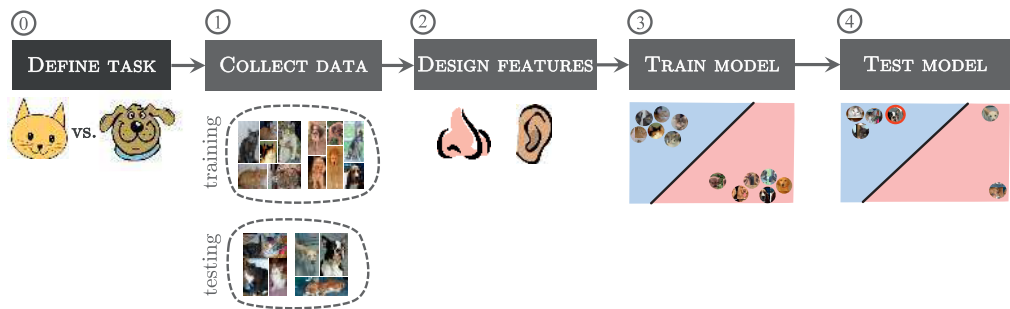 0
1
2
3
4
DEFINE TASK
COLLECT DATA
DESIGN FEATURES
TRAIN MODEL
TEST MODEL
vs.
training
testing